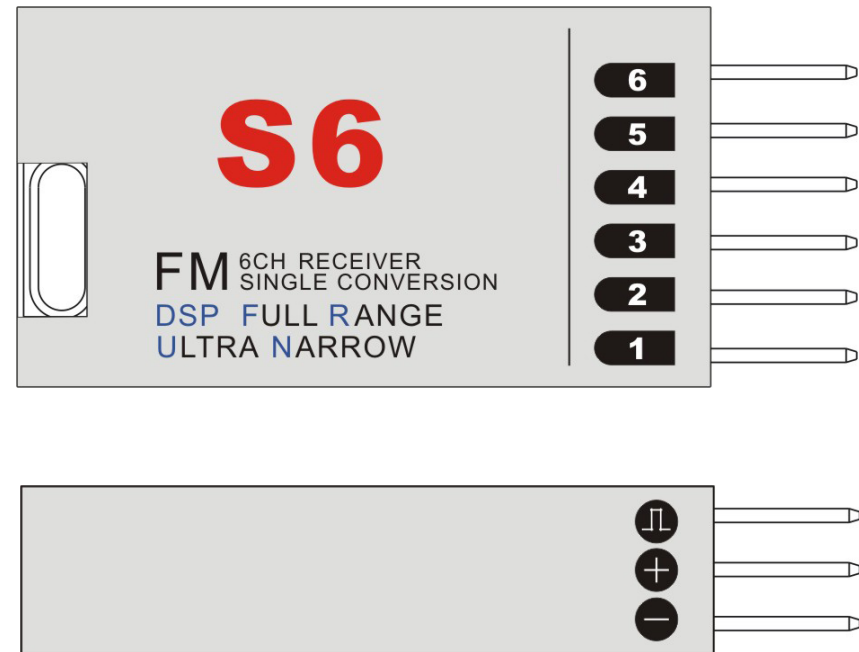 S6
FM 6CH RECEIVER
SINGLE CONVERSION
DSP FULL RANGE
ULTRA NARROW
6
5
4
3
2
1
+
−